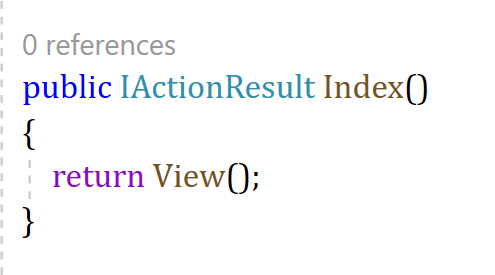 0 references
public IActionResult Index()
{
return View();
}